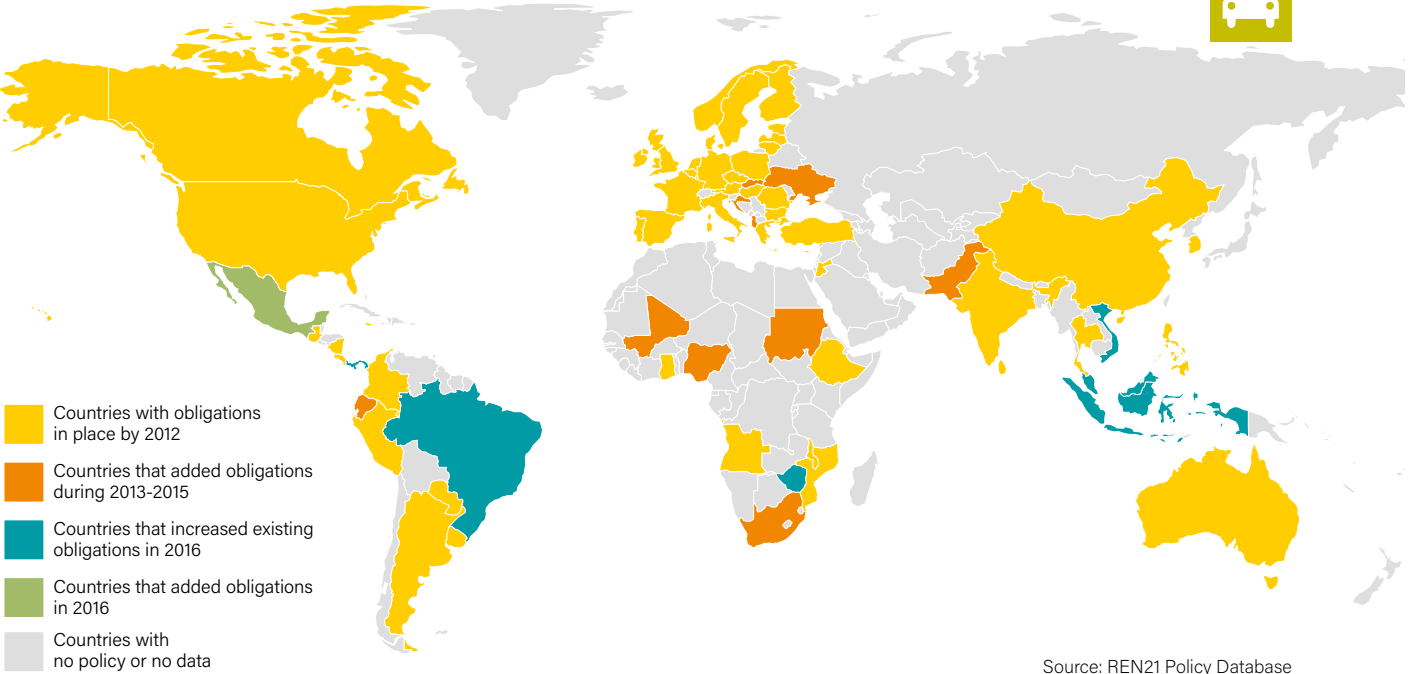 Countries with obligations
in place by 2012
Countries that added obligations
during 2013-2015
Countries that increased existing
obligations in 2016
Countries that added obligations
in 2016
Countries with
no policy or no data
Source: REN21 Policy Database